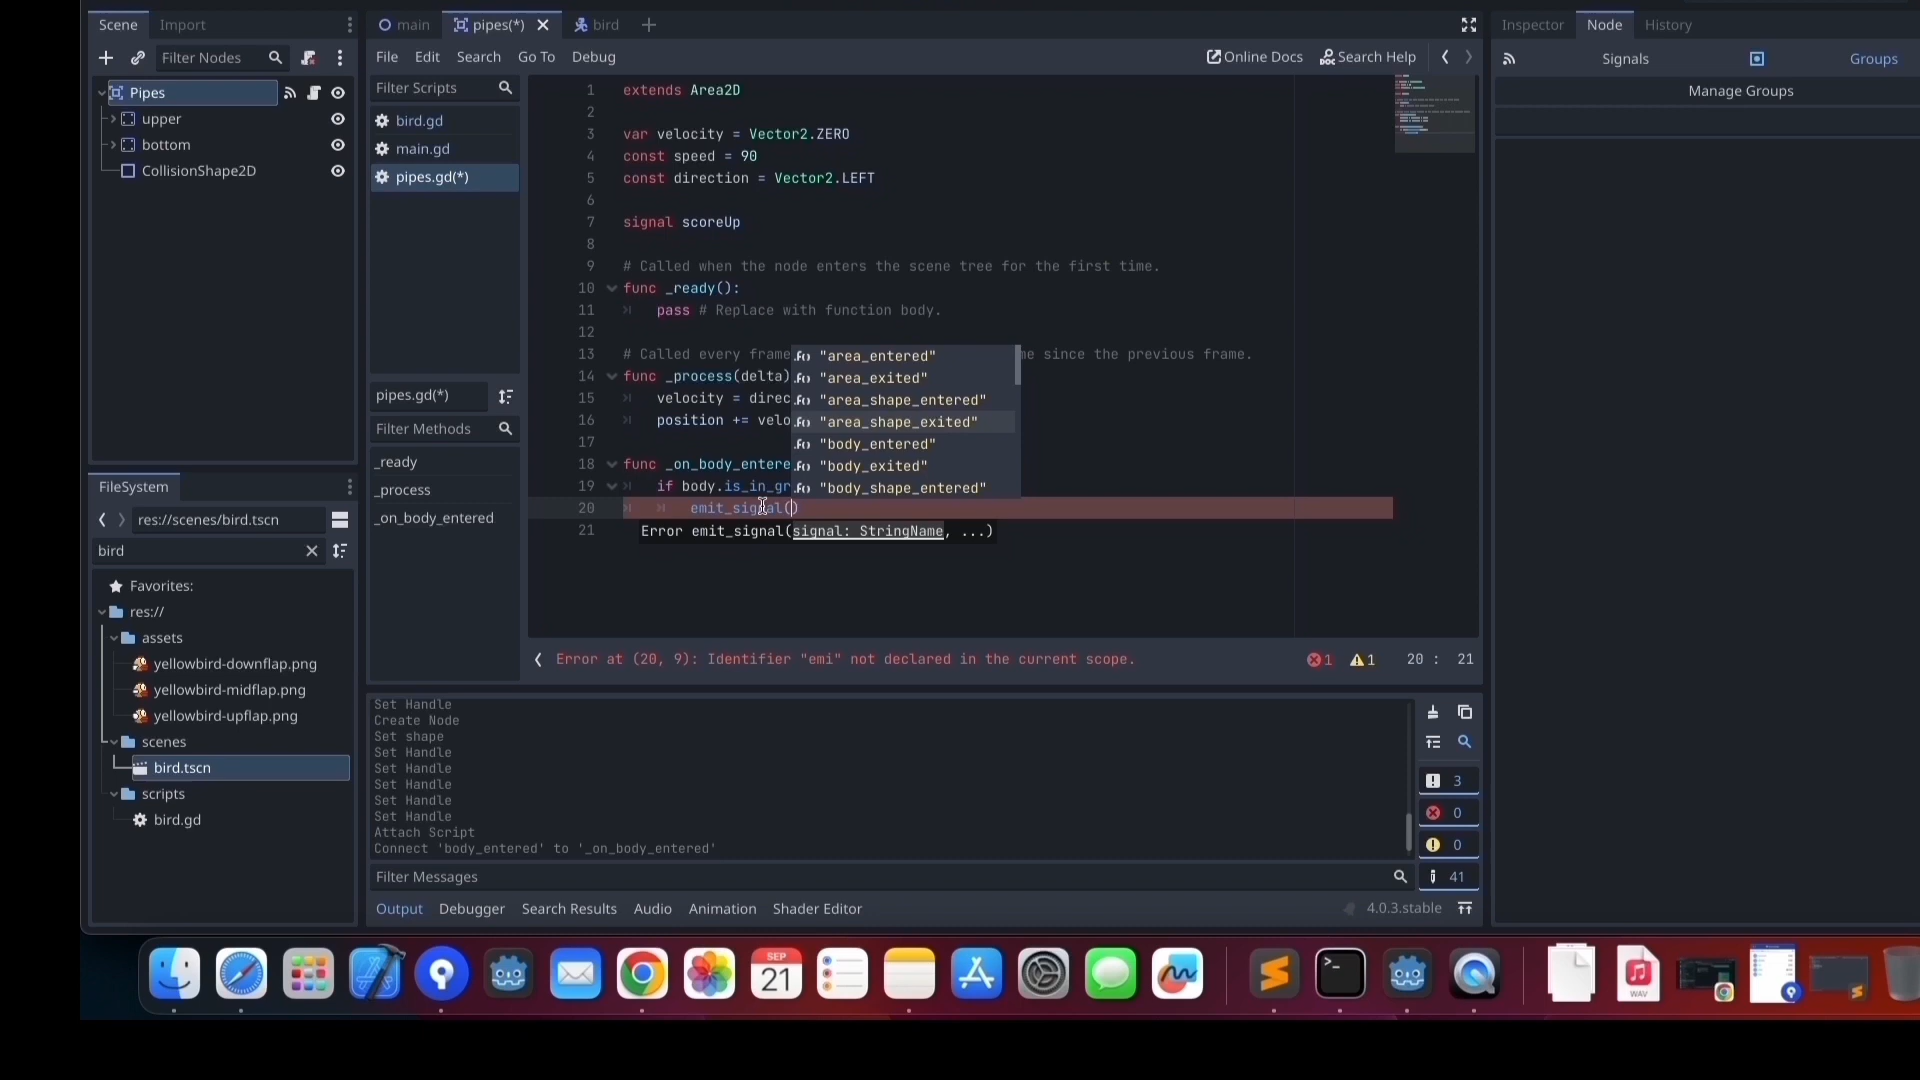 Scene
Import
Filter Nodes
Pipes
upper
bottom
CollisionShape2D
FileSystem
res://scenes/bird.tscn
bird
Favorites:
res://
assets
yellowbird-downflap.png
yellowbird-midflap.png
yellowbird-upflap.png
scenes
bird.tscn
scripts
bird.gd
main
pipes(*)
bird
File Edit Search Go To Debug
Online Docs
Search Help
Filter Scripts
bird.gd
main.gd
pipes.gd(*)
pipes.gd(*)
Filter Methods
_ready
_process
_on_body_entered
1 extends Area2D
2
3 var velocity = Vector2.ZERO
4 const speed = 90
5 const direction = Vector2.LEFT
6
7 signal scoreUp
8
9 # Called when the node enters the scene tree for the first time.
10 func _ready():
11 pass # Replace with function body.
12
13 # Called every frame me since the previous frame.
14 func _process(delta)
15 velocity = direc
16 position += velo
17
18 func _on_body_entere
19 if body.is_in_gr
20 emit_signal()
21
"area_entered"
"area_exited"
"area_shape_entered"
"area_shape_exited"
"body_entered"
"body_exited"
"body_shape_entered"
Error emit_signal(signal: StringName, ...)
Error at (20, 9): Identifier "emi" not declared in the current scope.
1 1 20 : 21
Set Handle
Create Node
Set shape
Set Handle
Set Handle
Set Handle
Set Handle
Set Handle
Attach Script
Connect 'body_entered' to '_on_body_entered'
Filter Messages
3
0
0
41
Output Debugger Search Results Audio Animation Shader Editor
4.0.3.stable
Inspector Node History
Signals
Groups
Manage Groups
SEP
21
WAV